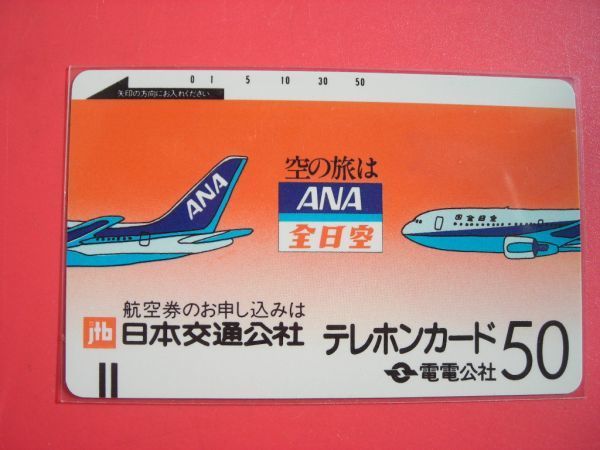 0 1 5 10 30 50
矢印の方向にお入れください
空の旅は
ANA
ANA
全日空
全日空
jtb
航空券のお申し込みは
日本交通公社
テレホンカード 50
電電公社